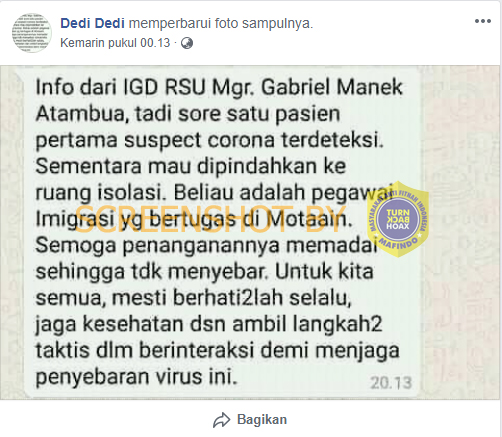 Dedi Dedi memperbarui foto sampulnya.
Kemarin pukul 00.13 ·
Info dari IGD RSU Mgr. Gabriel Manek
Atambua, tadi sore satu pasien
pertama suspect corona terdeteksi.
Sementara mau dipindahkan ke
ruang isolasi. Beliau adalah pegawai
Imigrasi yg bertugas di Motaain.
SCREENSHOT BY
MASYARAKAT ANTI FITNAH INDONESIA
TURN
BACK
HOAX
MAFINDO
Semoga penanganannya memadai
sehingga tdk menyebar. Untuk kita
semua, mesti berhati2lah selalu,
jaga kesehatan dsn ambil langkah2
taktis dlm berinteraksi demi menjaga
penyebaran virus ini.
20.13
Bagikan